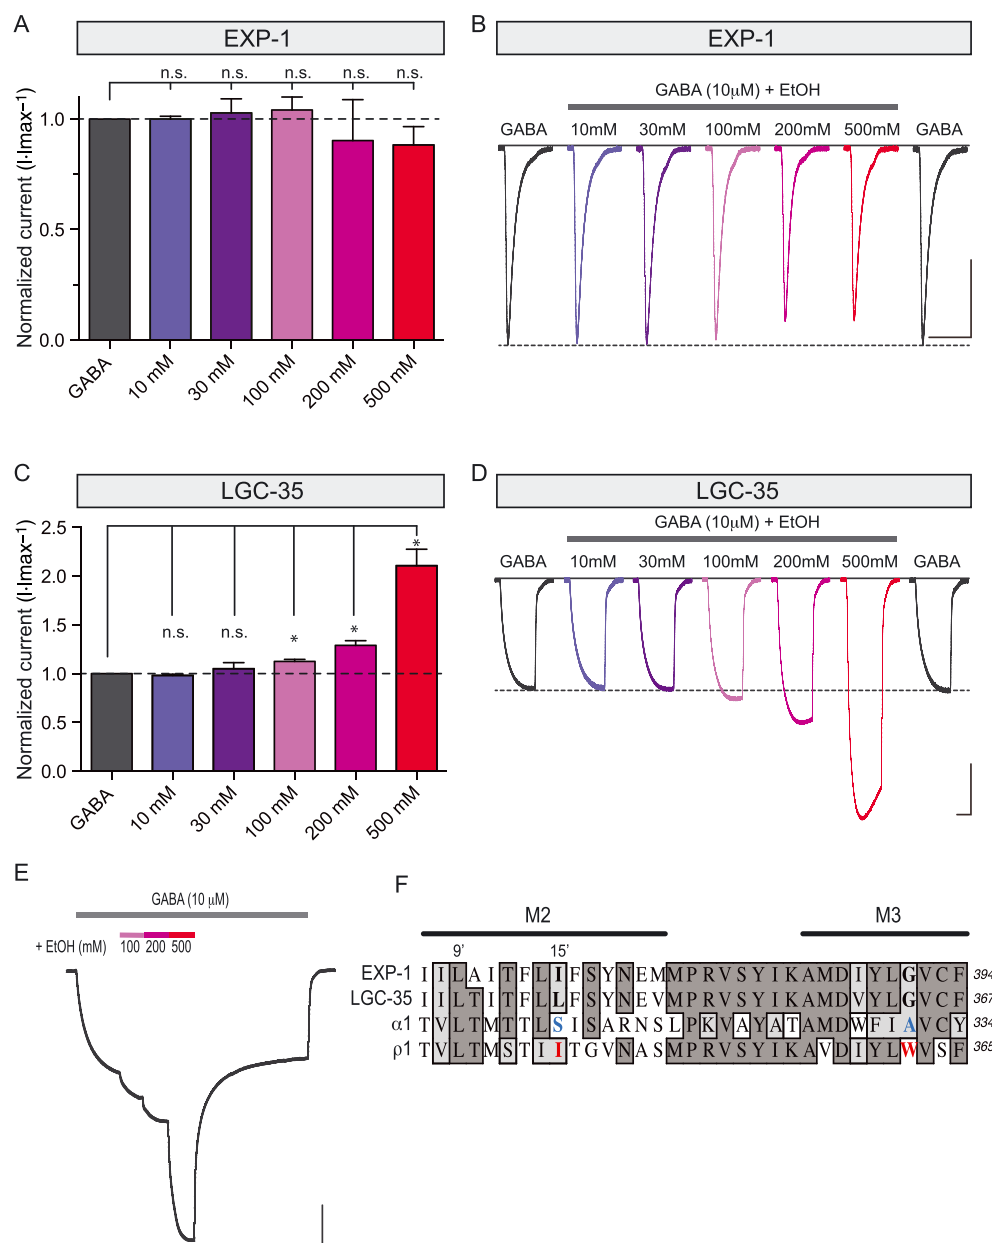 A
EXP-1
n.s. n.s. n.s. n.s. n.s.
Normalized current (I·Imax⁻¹)
1.0
0.5
0.0
GABA 10 mM 30 mM 100 mM 200 mM 500 mM
B
EXP-1
GABA (10μM) + EtOH
GABA 10mM 30mM 100mM 200mM 500mM GABA
C
LGC-35
Normalized current (I·Imax⁻¹)
2.5
2.0
1.5
1.0
0.5
0.0
n.s. n.s. * * *
GABA 10 mM 30 mM 100 mM 200 mM 500 mM
D
LGC-35
GABA (10μM) + EtOH
GABA 10mM 30mM 100mM 200mM 500mM GABA
E
GABA (10 μM)
+ EtOH (mM) 100 200 500
F
M2 M3
9' 15'
EXP-1 I I L A I T F L I F S Y N E M M P R V S Y I K A M D I Y L G V C F 394
LGC-35 I I L T I T F L L F S Y N E V M P R V S Y I K A M D V Y L G V C F 367
α1 T V L T M T T L S I S A R N S L P K V A Y A T A M D W F I A V C Y 334
ρ1 T V L T M S T I I T G V N A S M P R V S Y I K A V D I Y L W V S F 365